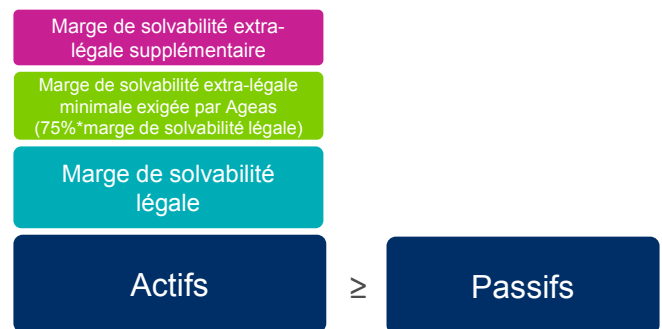 Marge de solvabilité extra-
légale supplémentaire
Marge de solvabilité extra-légale
minimale exigée par Ageas
(75%*marge de solvabilité légale)
Marge de solvabilité
légale
Actifs ≥ Passifs